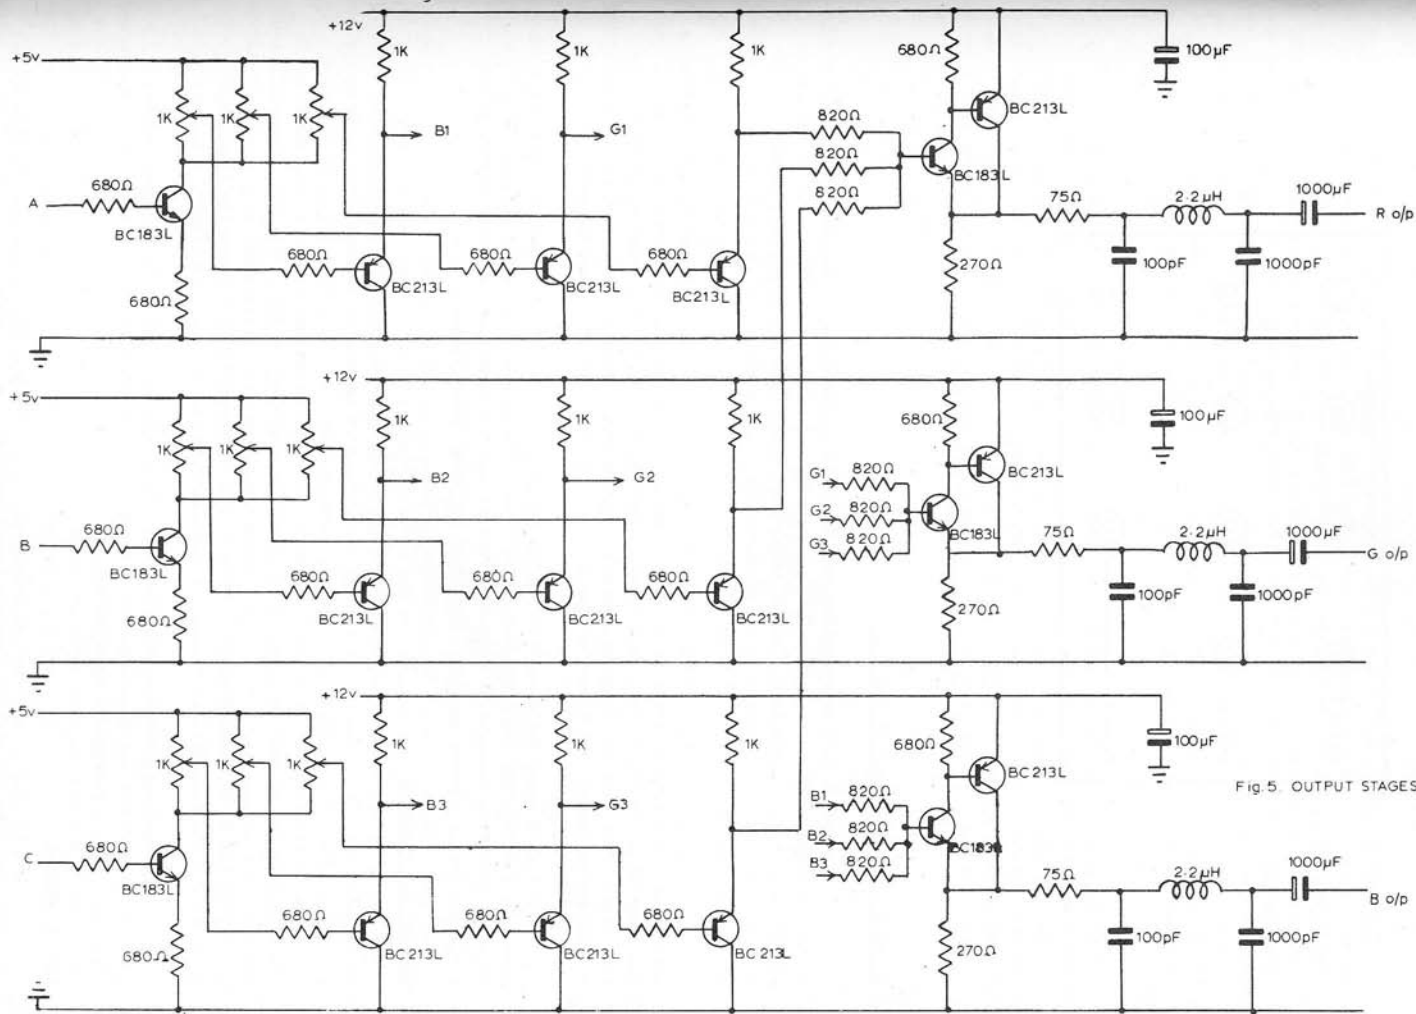 +12v
+5v
1K
1K
1K
680Ω
100µF
1K
1K
1K
B1
G1
BC213L
820Ω
820Ω
820Ω
BC183L
680Ω
A
BC183L
680Ω
680Ω
BC213L
680Ω
BC213L
680Ω
BC213L
75Ω
2·2µH
1000µF
R o/p
270Ω
100pF
1000pF
+12v
+5v
1K
1K
1K
680Ω
100µF
1K
1K
1K
B2
G2
BC213L
G1
820Ω
G2
820Ω
G3
820Ω
BC183L
680Ω
B
BC183L
680Ω
680Ω
BC213L
680Ω
BC213L
680Ω
BC213L
75Ω
2·2µH
1000µF
G o/p
270Ω
100pF
1000pF
+12v
+5v
1K
1K
1K
680Ω
100µF
1K
1K
1K
B3
G3
BC213L
Fig.5. OUTPUT STAGES
B1
820Ω
B2
820Ω
B3
820Ω
BC183L
680Ω
C
BC183L
680Ω
680Ω
BC213L
680Ω
BC213L
680Ω
BC213L
75Ω
2·2µH
1000µF
B o/p
270Ω
100pF
1000pF